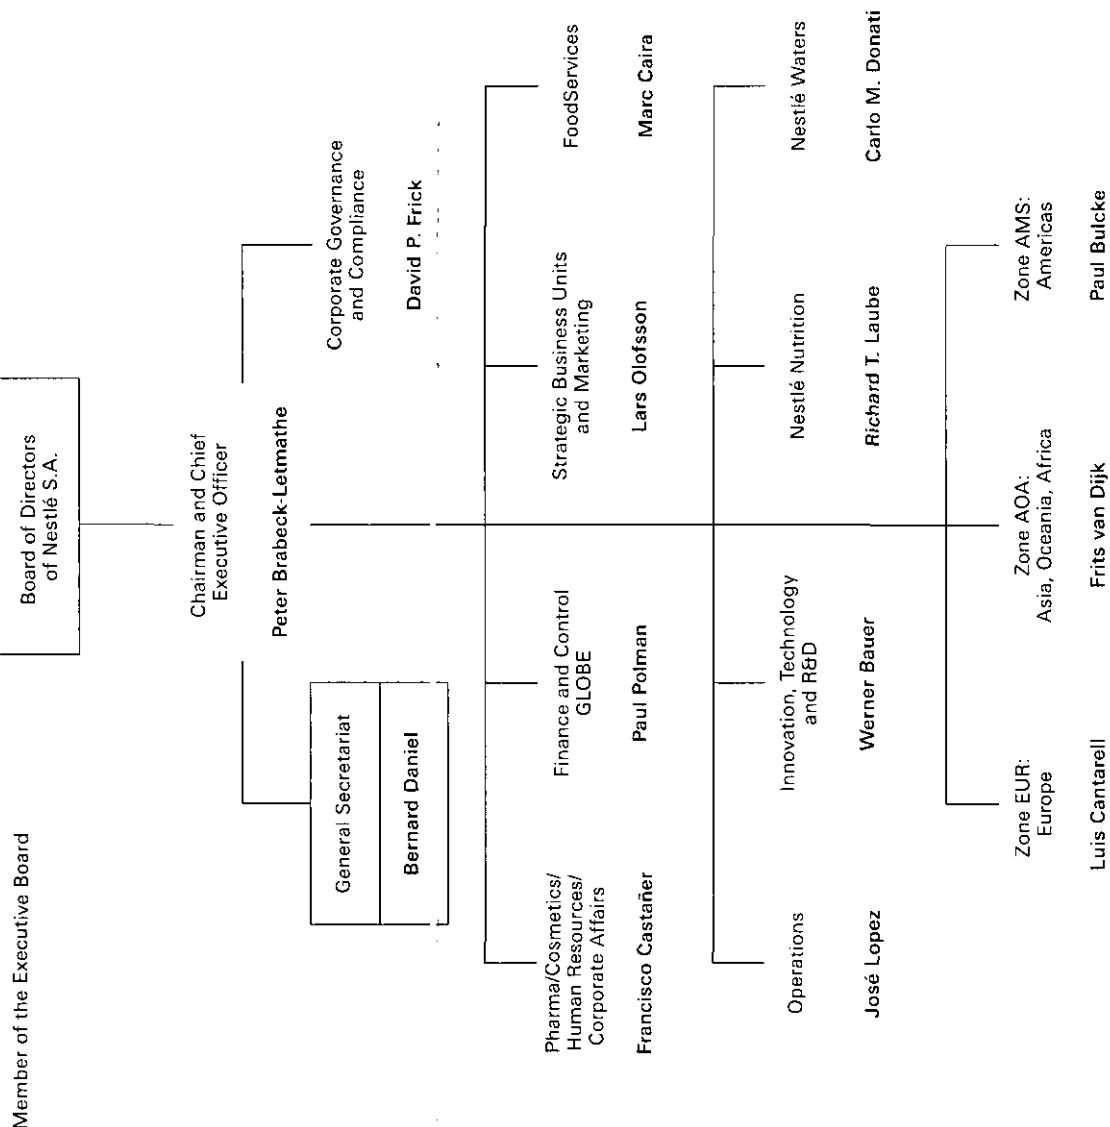 Member of the Executive Board
Board of Directors
of Nestlé S.A.
Chairman and Chief
Executive Officer
Peter Brabeck-Letmathe
General Secretariat
Bernard Daniel
Corporate Governance
and Compliance
David P. Frick
Pharma/Cosmetics/
Human Resources/
Corporate Affairs
Francisco Castañer
Finance and Control
GLOBE
Paul Polman
Strategic Business Units
and Marketing
Lars Olofsson
FoodServices
Marc Caira
Operations
José Lopez
Innovation, Technology
and R&D
Werner Bauer
Nestlé Nutrition
Richard T. Laube
Nestlé Waters
Carlo M. Donati
Zone EUR:
Europe
Luis Cantarell
Zone AOA:
Asia, Oceania, Africa
Frits van Dijk
Zone AMS:
Americas
Paul Bulcke